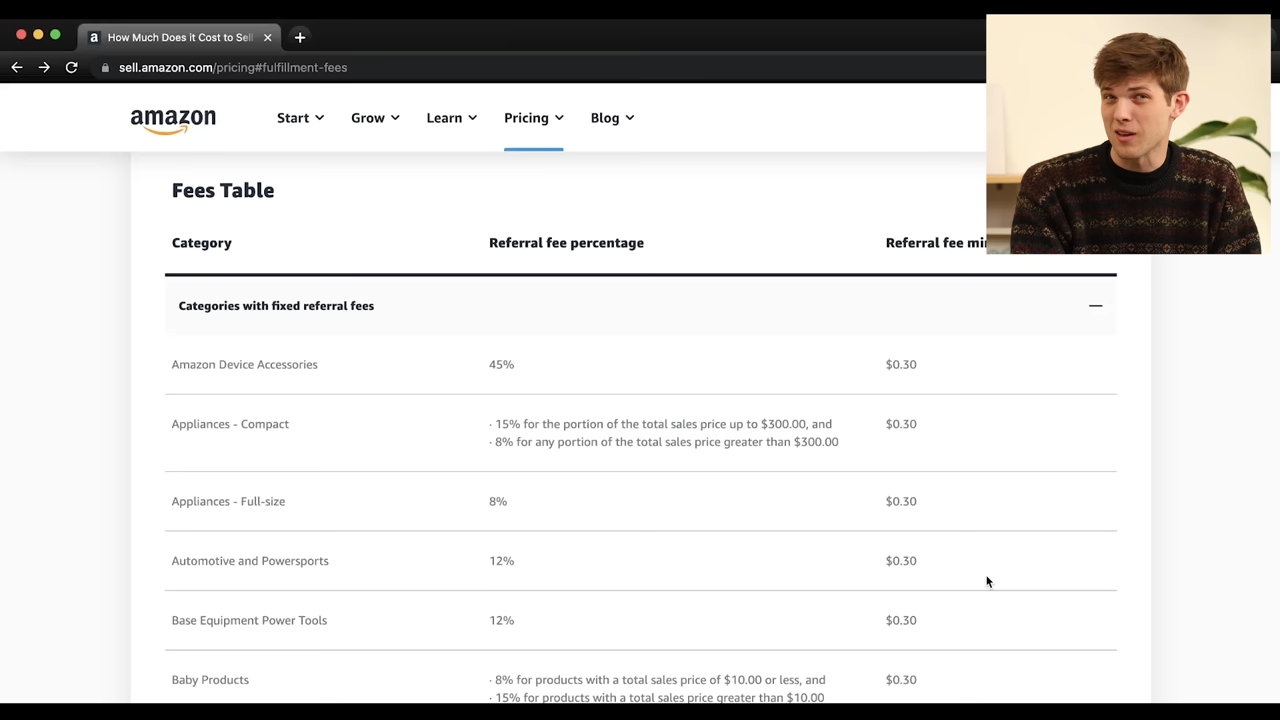 How Much Does it Cost to Sell
sell.amazon.com/pricing#fulfillment-fees
amazon
Start
Grow
Learn
Pricing
Blog
Fees Table
Category
Referral fee percentage
Referral fee
Categories with fixed referral fees
Amazon Device Accessories
45%
$0.30
Appliances - Compact
· 15% for the portion of the total sales price up to $300.00, and
· 8% for any portion of the total sales price greater than $300.00
$0.30
Appliances - Full-size
8%
$0.30
Automotive and Powersports
12%
$0.30
Base Equipment Power Tools
12%
$0.30
Baby Products
· 8% for products with a total sales price of $10.00 or less, and
· 15% for products with a total sales price greater than $10.00
$0.30